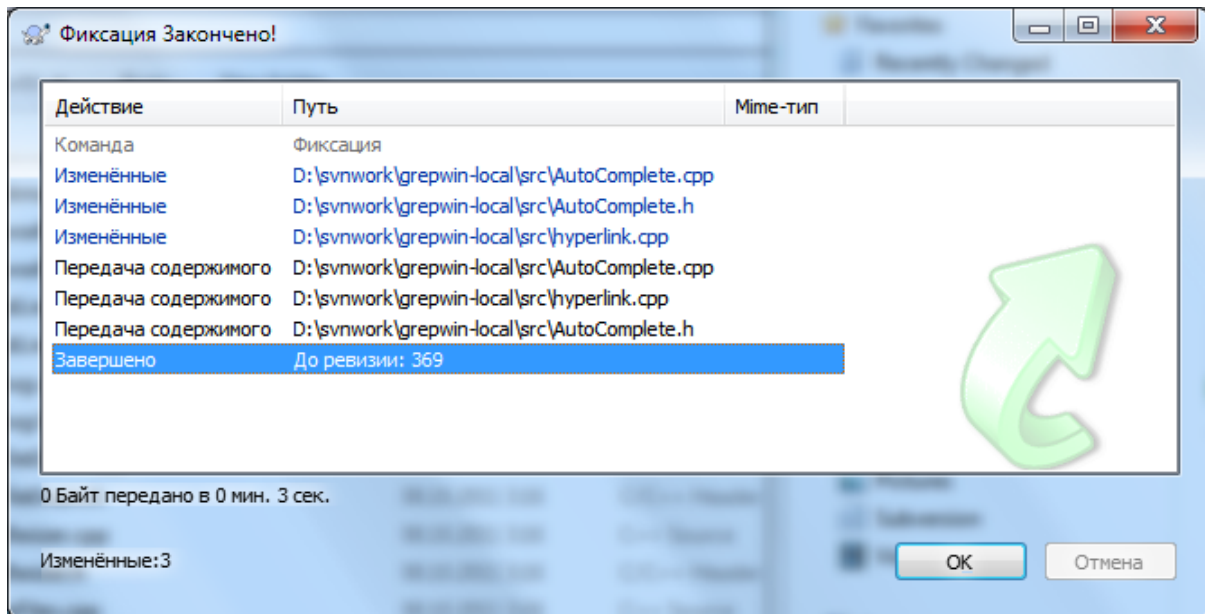 Фиксация Закончено!
Действие Путь Mime-тип
Команда Фиксация
Изменённые D:\svnwork\grepwin-local\src\AutoComplete.cpp
Изменённые D:\svnwork\grepwin-local\src\AutoComplete.h
Изменённые D:\svnwork\grepwin-local\src\hyperlink.cpp
Передача содержимого D:\svnwork\grepwin-local\src\AutoComplete.cpp
Передача содержимого D:\svnwork\grepwin-local\src\hyperlink.cpp
Передача содержимого D:\svnwork\grepwin-local\src\AutoComplete.h
Завершено До ревизии: 369
0 Байт передано в 0 мин. 3 сек.
Изменённые:3
OK Отмена